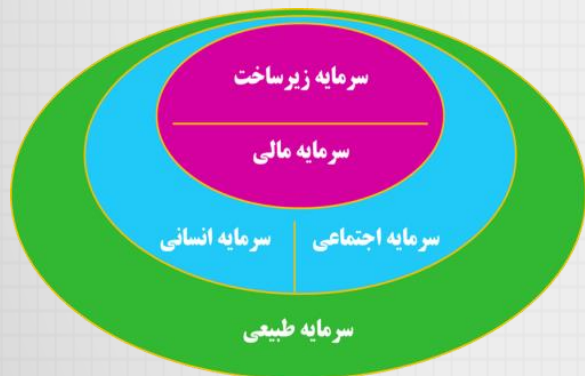 سرمایه زیرساخت
سرمایه مالی
سرمایه اجتماعی
سرمایه انسانی
سرمایه طبیعی